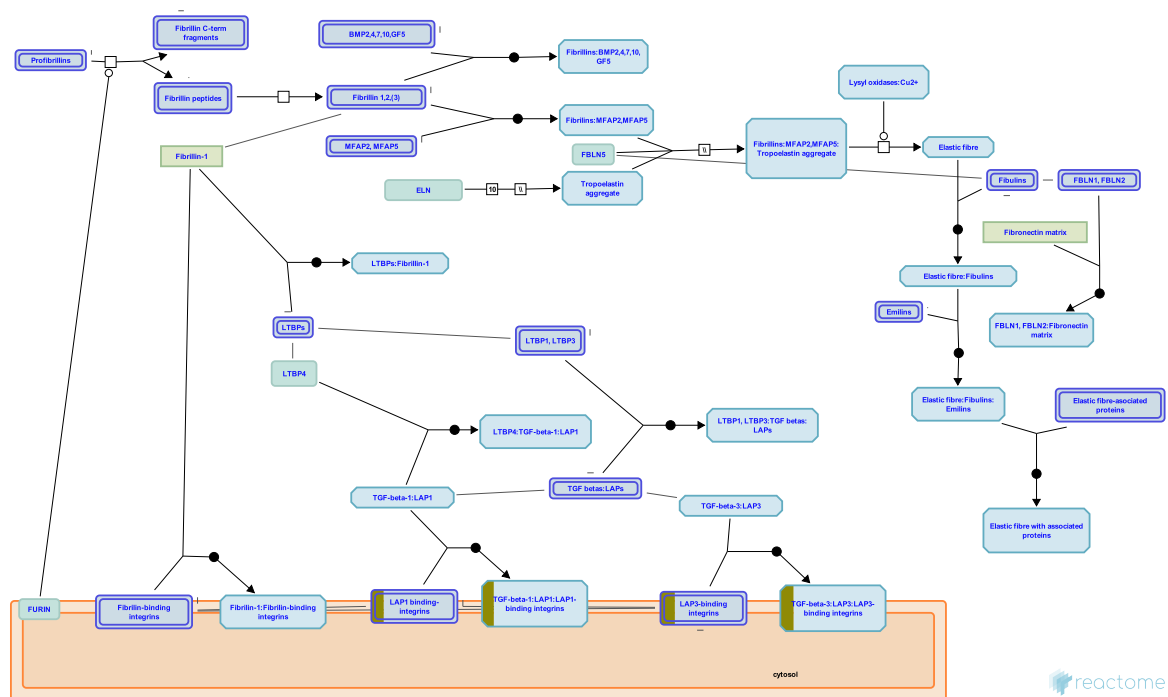 Fibrillin C-term
fragments
BMP2,4,7,10,GF5
Profibrillins
Fibrillins:BMP2,4,7,10,
GF5
Lysyl oxidases:Cu2+
Fibrillin peptides
Fibrillin 1,2,(3)
Fibrilins:MFAP2,MFAP5
MFAP2, MFAP5
Fibrillin-1
FBLN5
\\
Fibrillins:MFAP2,MFAP5:
Tropoelastin aggregate
Elastic fibre
ELN
10
\\
Tropoelastin
aggregate
Fibulins
FBLN1, FBLN2
Fibronectin matrix
LTBPs:Fibrillin-1
Elastic fibre:Fibulins
Emilins
LTBPs
LTBP1, LTBP3
FBLN1, FBLN2:Fibronectin
matrix
LTBP4
Elastic fibre:Fibulins:
Emilins
Elastic fibre-asociated
proteins
LTBP4:TGF-beta-1:LAP1
LTBP1, LTBP3:TGF betas:
LAPs
TGF-beta-1:LAP1
TGF betas:LAPs
TGF-beta-3:LAP3
Elastic fibre with associated
proteins
FURIN
Fibrillin-binding
integrins
Fibrilin-1:Fibrilin-binding
integrins
LAP1 binding-
integrins
TGF-beta-1:LAP1:LAP1-
binding integrins
LAP3-binding
integrins
TGF-beta-3:LAP3:LAP3-
binding integrins
cytosol
reactome